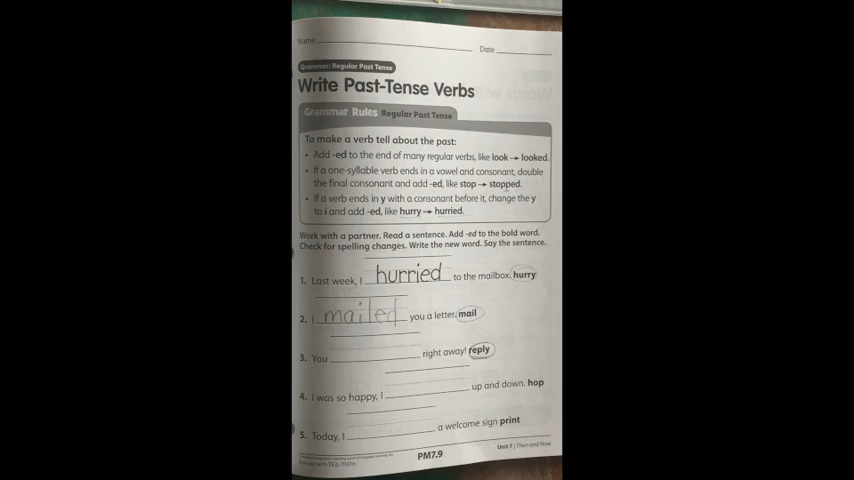 Name
Date
Grammar: Regular Past Tense
Write Past-Tense Verbs
Grammar Rules Regular Past Tense
To make a verb tell about the past:
• Add -ed to the end of many regular verbs, like look → looked.
• If a one-syllable verb ends in a vowel and consonant, double
the final consonant and add -ed, like stop → stopped.
• If a verb ends in y with a consonant before it, change the y
to i and add -ed, like hurry → hurried.
Work with a partner. Read a sentence. Add -ed to the bold word.
Check for spelling changes. Write the new word. Say the sentence.
1. Last week, I hurried to the mailbox. hurry
2. I mailed you a letter. mail
3. You right away! reply
4. I was so happy, I up and down. hop
5. Today, I a welcome sign print
PM7.9
Unit 7 | Then and Now